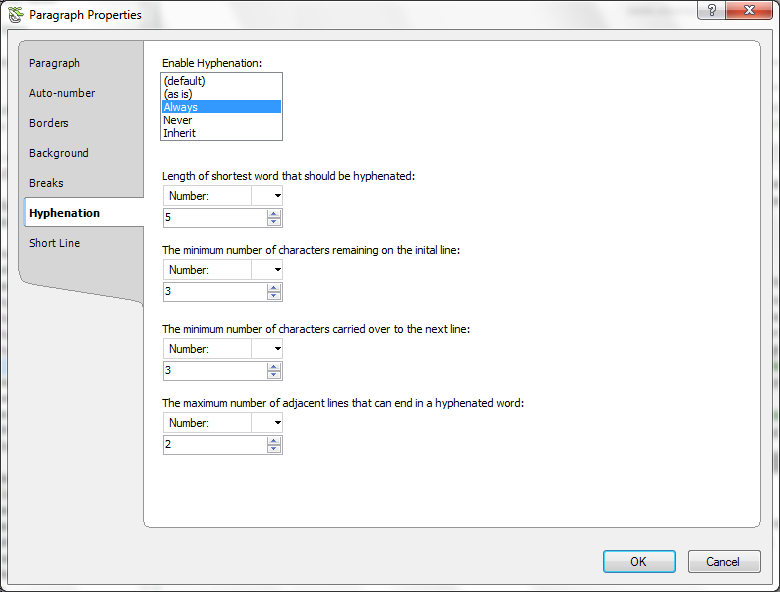 Paragraph Properties
?
Paragraph
Auto-number
Borders
Background
Breaks
Hyphenation
Short Line
Enable Hyphenation:
(default)
(as is)
Always
Never
Inherit
Length of shortest word that should be hyphenated:
Number:
5
The minimum number of characters remaining on the inital line:
Number:
3
The minimum number of characters carried over to the next line:
Number:
3
The maximum number of adjacent lines that can end in a hyphenated word:
Number:
2
OK Cancel